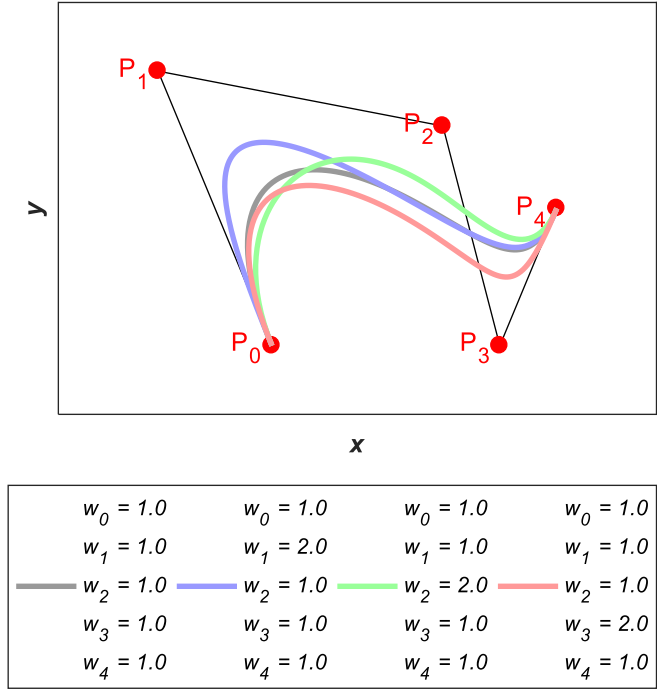 P1
P2
y
P4
P0
P3
x
w0 = 1.0 w0 = 1.0 w0 = 1.0 w0 = 1.0
w1 = 1.0 w1 = 2.0 w1 = 1.0 w1 = 1.0
w2 = 1.0 w2 = 1.0 w2 = 2.0 w2 = 1.0
w3 = 1.0 w3 = 1.0 w3 = 1.0 w3 = 2.0
w4 = 1.0 w4 = 1.0 w4 = 1.0 w4 = 1.0